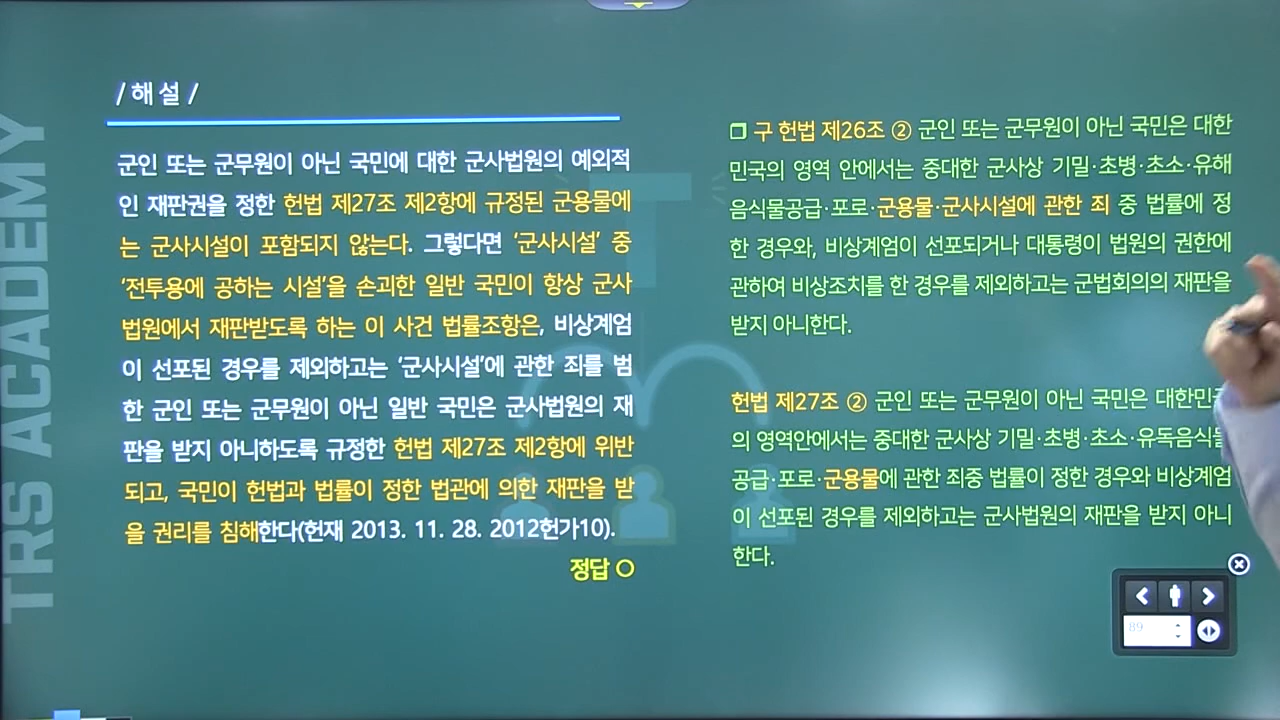 TRS ACADEMY
/ 해 설 /
군인 또는 군무원이 아닌 국민에 대한 군사법원의 예외적
인 재판권을 정한 헌법 제27조 제2항에 규정된 군용물에
는 군사시설이 포함되지 않는다. 그렇다면 ‘군사시설’ 중
‘전투용에 공하는 시설’을 손괴한 일반 국민이 항상 군사
법원에서 재판받도록 하는 이 사건 법률조항은, 비상계엄
이 선포된 경우를 제외하고는 ‘군사시설’에 관한 죄를 범
한 군인 또는 군무원이 아닌 일반 국민은 군사법원의 재
판을 받지 아니하도록 규정한 헌법 제27조 제2항에 위반
되고, 국민이 헌법과 법률이 정한 법관에 의한 재판을 받
을 권리를 침해한다(헌재 2013. 11. 28. 2012헌가10).
정답 O
❒ 구 헌법 제26조 ② 군인 또는 군무원이 아닌 국민은 대한
민국의 영역 안에서는 중대한 군사상 기밀·초병·초소·유해
음식물공급·포로·군용물·군사시설에 관한 죄 중 법률에 정
한 경우와, 비상계엄이 선포되거나 대통령이 법원의 권한에
관하여 비상조치를 한 경우를 제외하고는 군법회의의 재판을
받지 아니한다.
헌법 제27조 ② 군인 또는 군무원이 아닌 국민은 대한민국
의 영역안에서는 중대한 군사상 기밀·초병·초소·유독음식물
공급·포로·군용물에 관한 죄중 법률이 정한 경우와 비상계엄
이 선포된 경우를 제외하고는 군사법원의 재판을 받지 아니
한다.
89